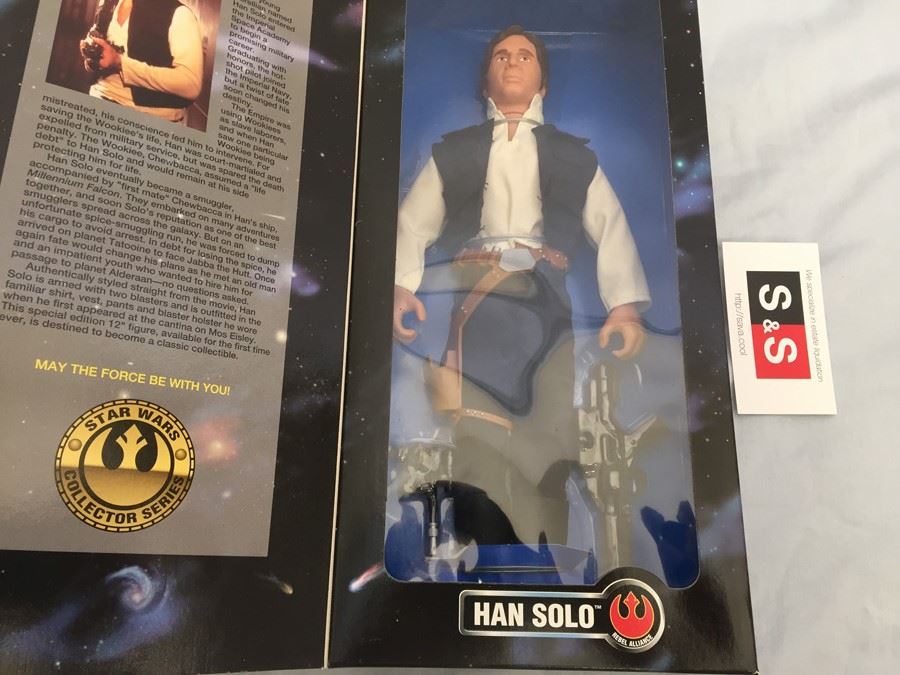 young
Corellian named
Han Solo entered
the Imperial
Space Academy
to begin a
promising military
career.
Graduating with
honors, the hot-
shot pilot joined
the Imperial Navy,
but a twist of fate
soon changed his
destiny.
The Empire was
using Wookiees
as slave laborers,
and when Han
saw one particular
Wookiee being
mistreated, his conscience led him to intervene. For
saving the Wookiee's life, Han was court-martialed and
expelled from military service, but was spared the death
penalty. The Wookiee, Chewbacca, assumed a "life
debt" to Han Solo and would remain at his side
protecting him for life.
Han Solo eventually became a smuggler,
accompanied by "first mate" Chewbacca in Han's ship,
Millennium Falcon. They embarked on many adventures
together, and soon Solo's reputation as one of the best
smugglers spread across the galaxy. But on an
unfortunate spice-smuggling run, he was forced to dump
his cargo to avoid arrest. In debt for losing the spice, he
arrived on planet Tatooine to face Jabba the Hutt. Once
again fate would change his plans as he met an old man
and an impatient youth who wanted to hire him for
passage to planet Alderaan—no questions asked.
Authentically styled straight from the movie, Han
Solo is armed with two blasters and is outfitted in the
familiar shirt, vest, pants and blaster holster he wore
when he first appeared at the cantina on Mos Eisley.
This special edition 12" figure, available for the first time
ever, is destined to become a classic collectible.
MAY THE FORCE BE WITH YOU!
STAR WARS
COLLECTOR SERIES
HAN SOLO™
REBEL ALLIANCE
We specialize in estate liquidation
S & S
http://sava.cool